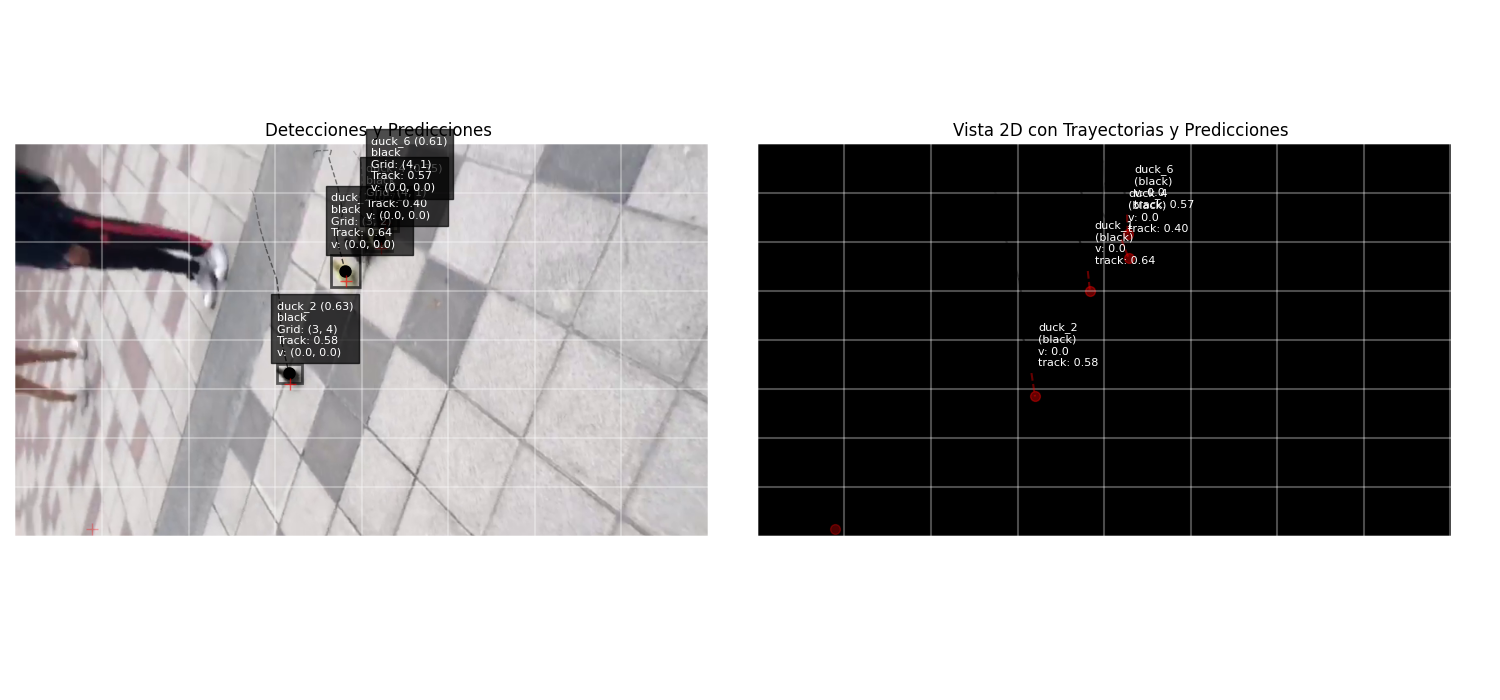 Detecciones y Predicciones
duck_6 (0.61)
black
Grid: (4, 1)
Track: 0.57
v: (0.0, 0.0)
Track: 0.40
v: (0.0, 0.0)
duck_
black
Grid:
Track: 0.64
v: (0.0, 0.0)
duck_2 (0.63)
black
Grid: (3, 4)
Track: 0.58
v: (0.0, 0.0)
Vista 2D con Trayectorias y Predicciones
duck_6
(black)
track: 0.57
(black)
v: 0.0
track: 0.40
(black)
v: 0.0
track: 0.64
duck_2
(black)
v: 0.0
track: 0.58